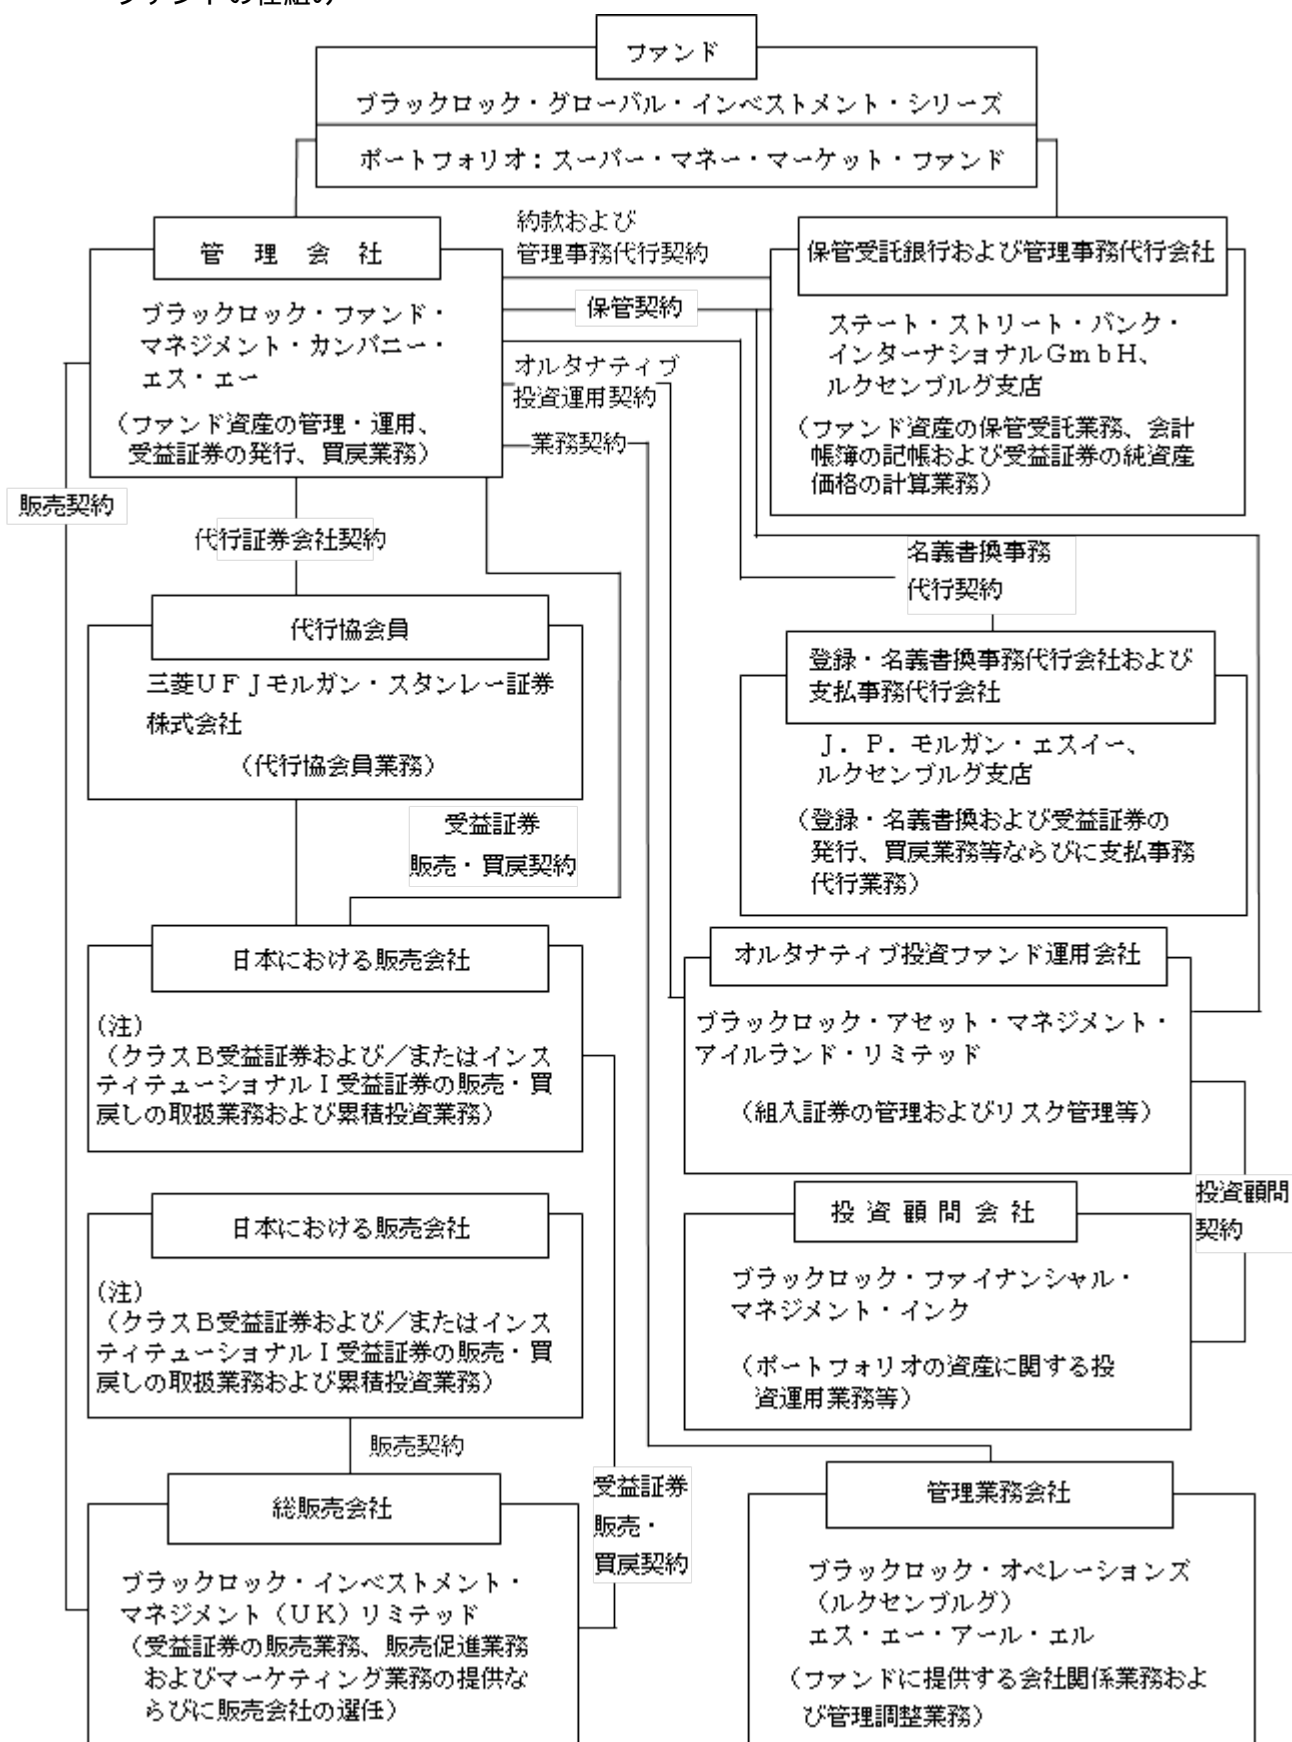 ファンドの仕組み
ファンド
ブラックロック・グローバル・インベストメント・シリーズ
ポートフォリオ：スーパー・マネー・マーケット・ファンド
管　理　会　社
ブラックロック・ファンド・
マネジメント・カンパニー・
エス・エー
（ファンド資産の管理・運用、
受益証券の発行、買戻業務）
約款および
管理事務代行契約
保管契約
オルタナティブ
投資運用契約
業務契約
保管受託銀行および管理事務代行会社
ステート・ストリート・バンク・
インターナショナルＧｍｂＨ、
ルクセンブルグ支店
（ファンド資産の保管受託業務、会計
帳簿の記帳および受益証券の純資産
価格の計算業務）
販売契約
代行証券会社契約
名義書換事務
代行契約
代行協会員
三菱ＵＦＪモルガン・スタンレー証券
株式会社
（代行協会員業務）
登録・名義書換事務代行会社および
支払事務代行会社
Ｊ．Ｐ．モルガン・エスイー、
ルクセンブルグ支店
（登録・名義書換および受益証券の
発行、買戻業務等ならびに支払事務
代行業務）
受益証券
販売・買戻契約
日本における販売会社
(注)
（クラスＢ受益証券および／またはインス
ティテューショナルＩ受益証券の販売・買
戻しの取扱業務および累積投資業務）
オルタナティブ投資ファンド運用会社
ブラックロック・アセット・マネジメント・
アイルランド・リミテッド
（組入証券の管理およびリスク管理等）
投資顧問
契約
日本における販売会社
(注)
（クラスＢ受益証券および／またはインス
ティテューショナルＩ受益証券の販売・買
戻しの取扱業務および累積投資業務）
投資顧問会社
ブラックロック・ファイナンシャル・
マネジメント・インク
（ポートフォリオの資産に関する投
資運用業務等）
販売契約
受益証券
販売・
買戻契約
総販売会社
ブラックロック・インベストメント・
マネジメント（ＵＫ）リミテッド
（受益証券の販売業務、販売促進業務
およびマーケティング業務の提供な
らびに販売会社の選任）
管理業務会社
ブラックロック・オペレーションズ
（ルクセンブルグ）
エス・エー・アール・エル
（ファンドに提供する会社関係業務およ
び管理調整業務）